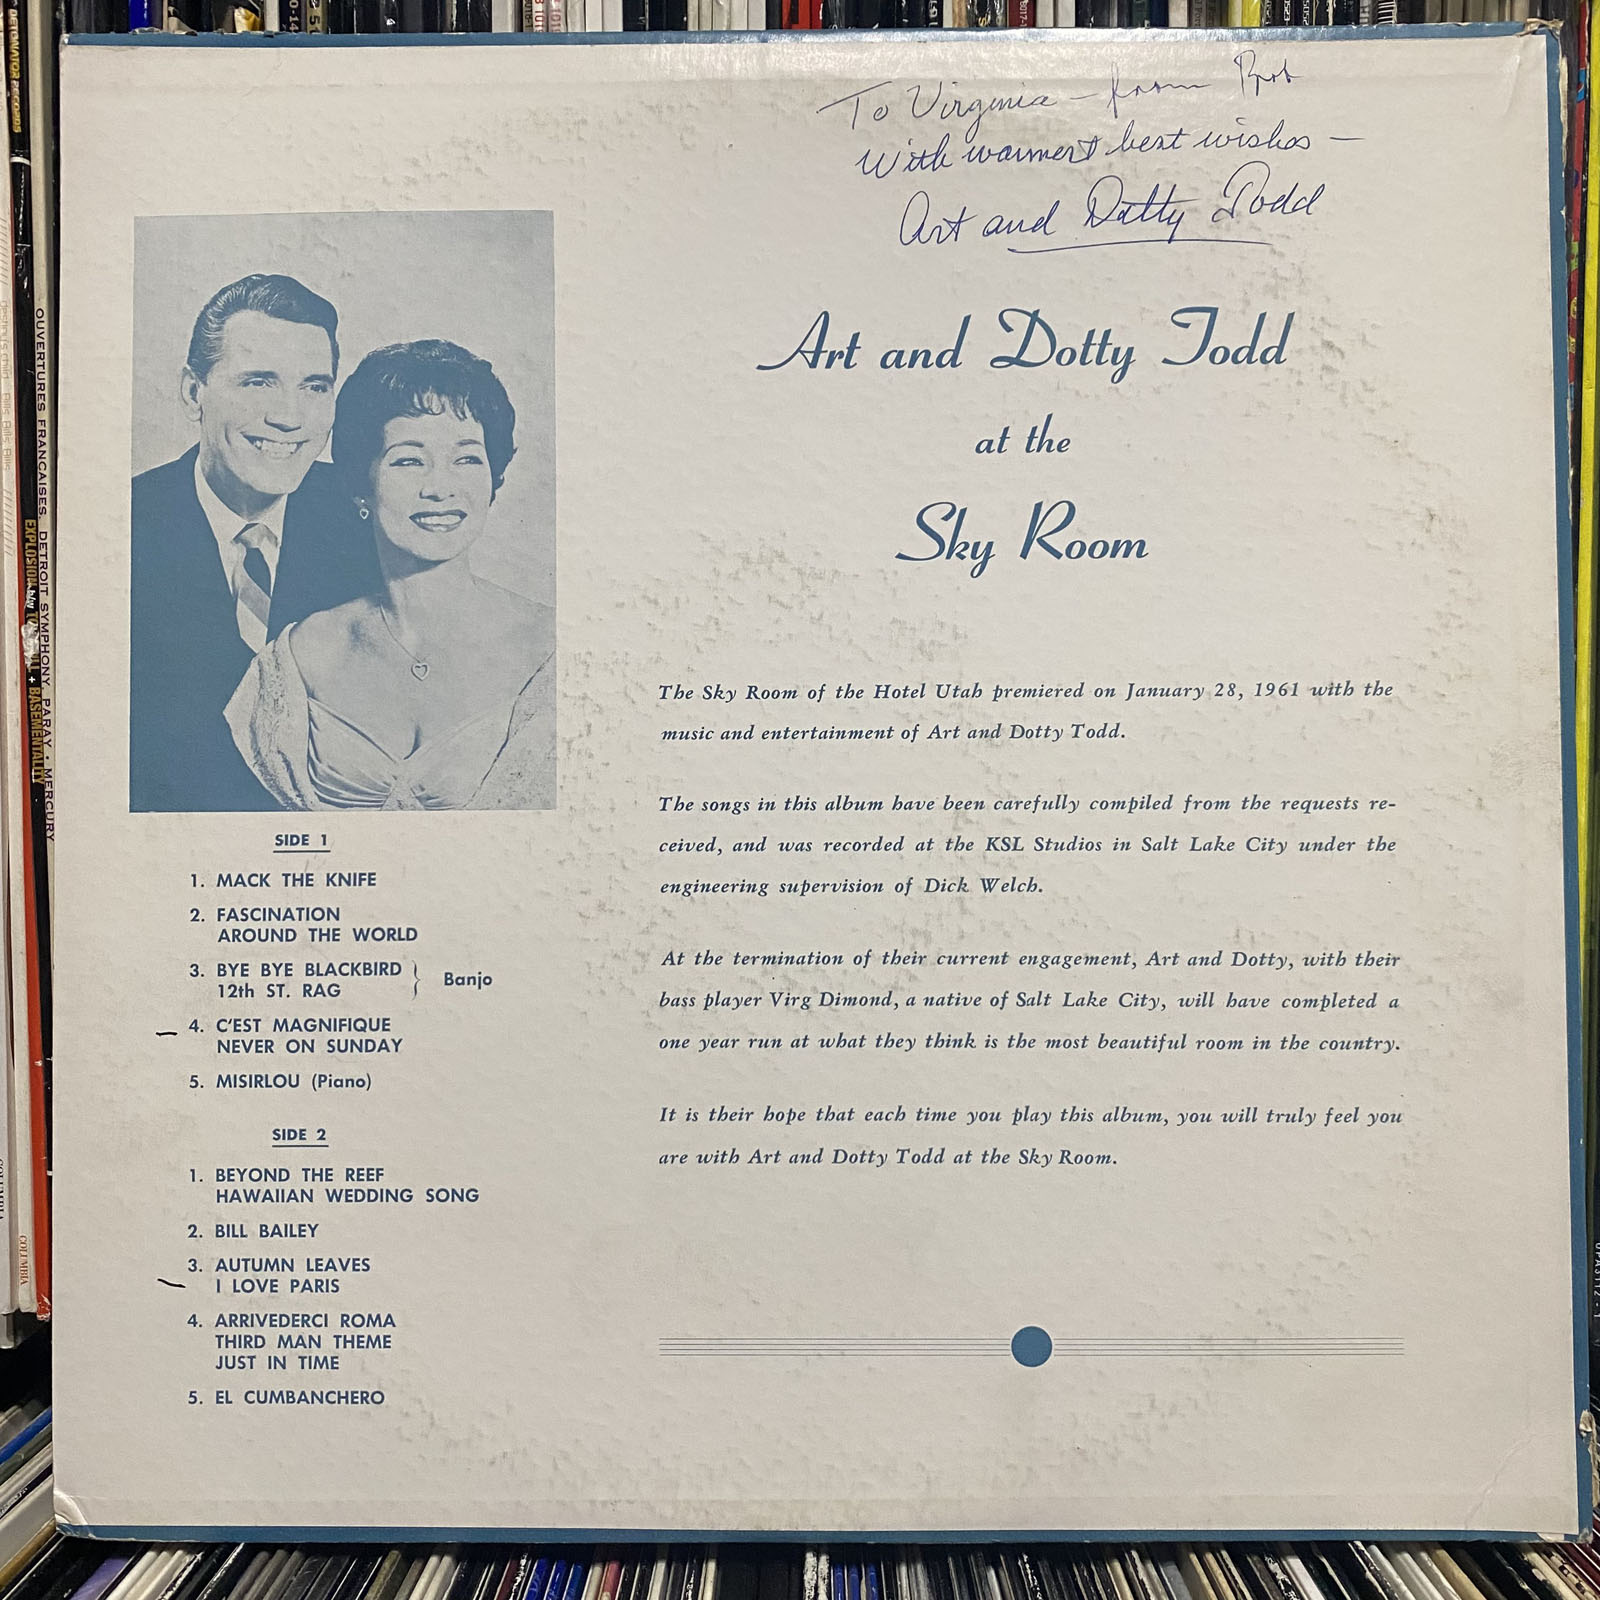 To Virginia — from Bob
With warmest best wishes —
Art and Dotty Todd
Art and Dotty Todd
at the
Sky Room
The Sky Room of the Hotel Utah premiered on January 28, 1961 with the
music and entertainment of Art and Dotty Todd.
The songs in this album have been carefully compiled from the requests re-
ceived, and was recorded at the KSL Studios in Salt Lake City under the
engineering supervision of Dick Welch.
At the termination of their current engagement, Art and Dotty, with their
bass player Virg Dimond, a native of Salt Lake City, will have completed a
one year run at what they think is the most beautiful room in the country.
It is their hope that each time you play this album, you will truly feel you
are with Art and Dotty Todd at the Sky Room.
SIDE 1
1. MACK THE KNIFE
2. FASCINATION
AROUND THE WORLD
3. BYE BYE BLACKBIRD
12th ST. RAG } Banjo
4. C'EST MAGNIFIQUE
NEVER ON SUNDAY
5. MISIRLOU (Piano)
SIDE 2
1. BEYOND THE REEF
HAWAIIAN WEDDING SONG
2. BILL BAILEY
3. AUTUMN LEAVES
I LOVE PARIS
4. ARRIVEDERCI ROMA
THIRD MAN THEME
JUST IN TIME
5. EL CUMBANCHERO
DETONATOR RECORDS
OUVERTURES FRANCAISES. DETROIT SYMPHONY, PARAY • MERCURY
EXPLOSION b/w
+ BASEMENTALITY
COLUMBIA